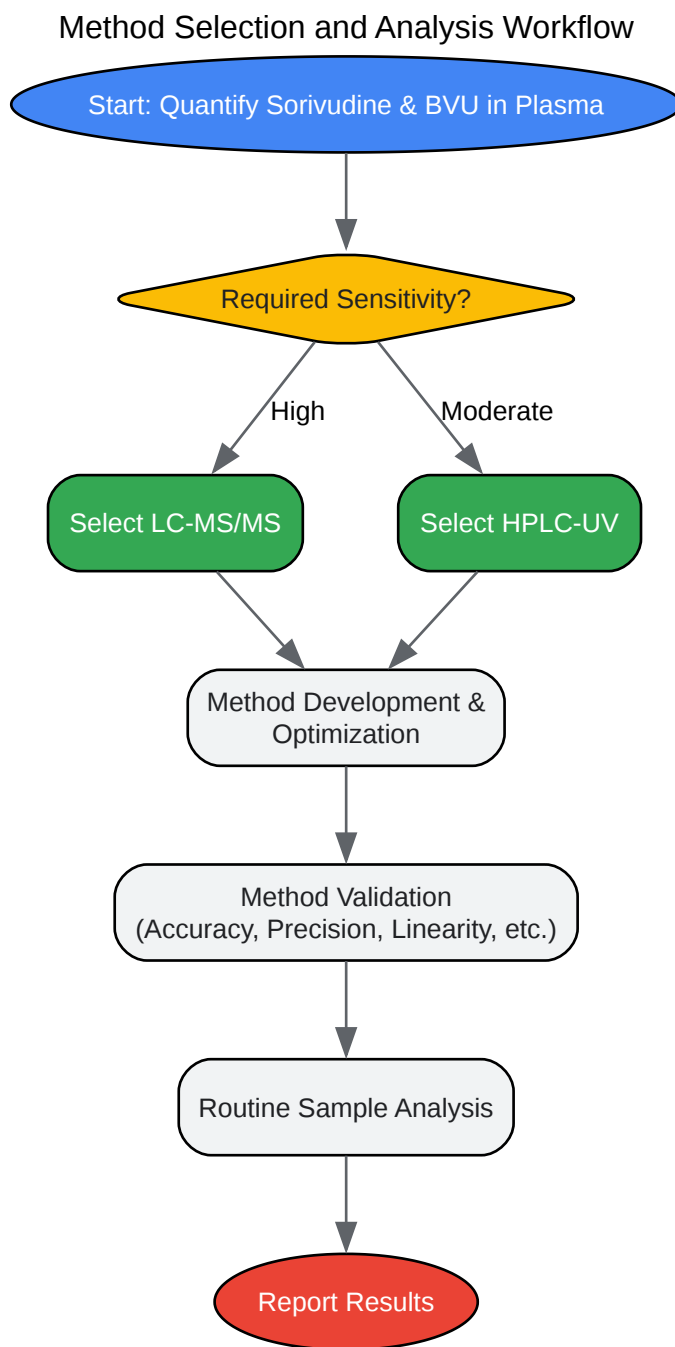 Method Selection and Analysis Workflow
Start: Quantify Sorivudine & BVU in Plasma
Required Sensitivity?
High
Moderate
Select LC-MS/MS
Select HPLC-UV
Method Development &
Optimization
Method Validation
(Accuracy, Precision, Linearity, etc.)
Routine Sample Analysis
Report Results